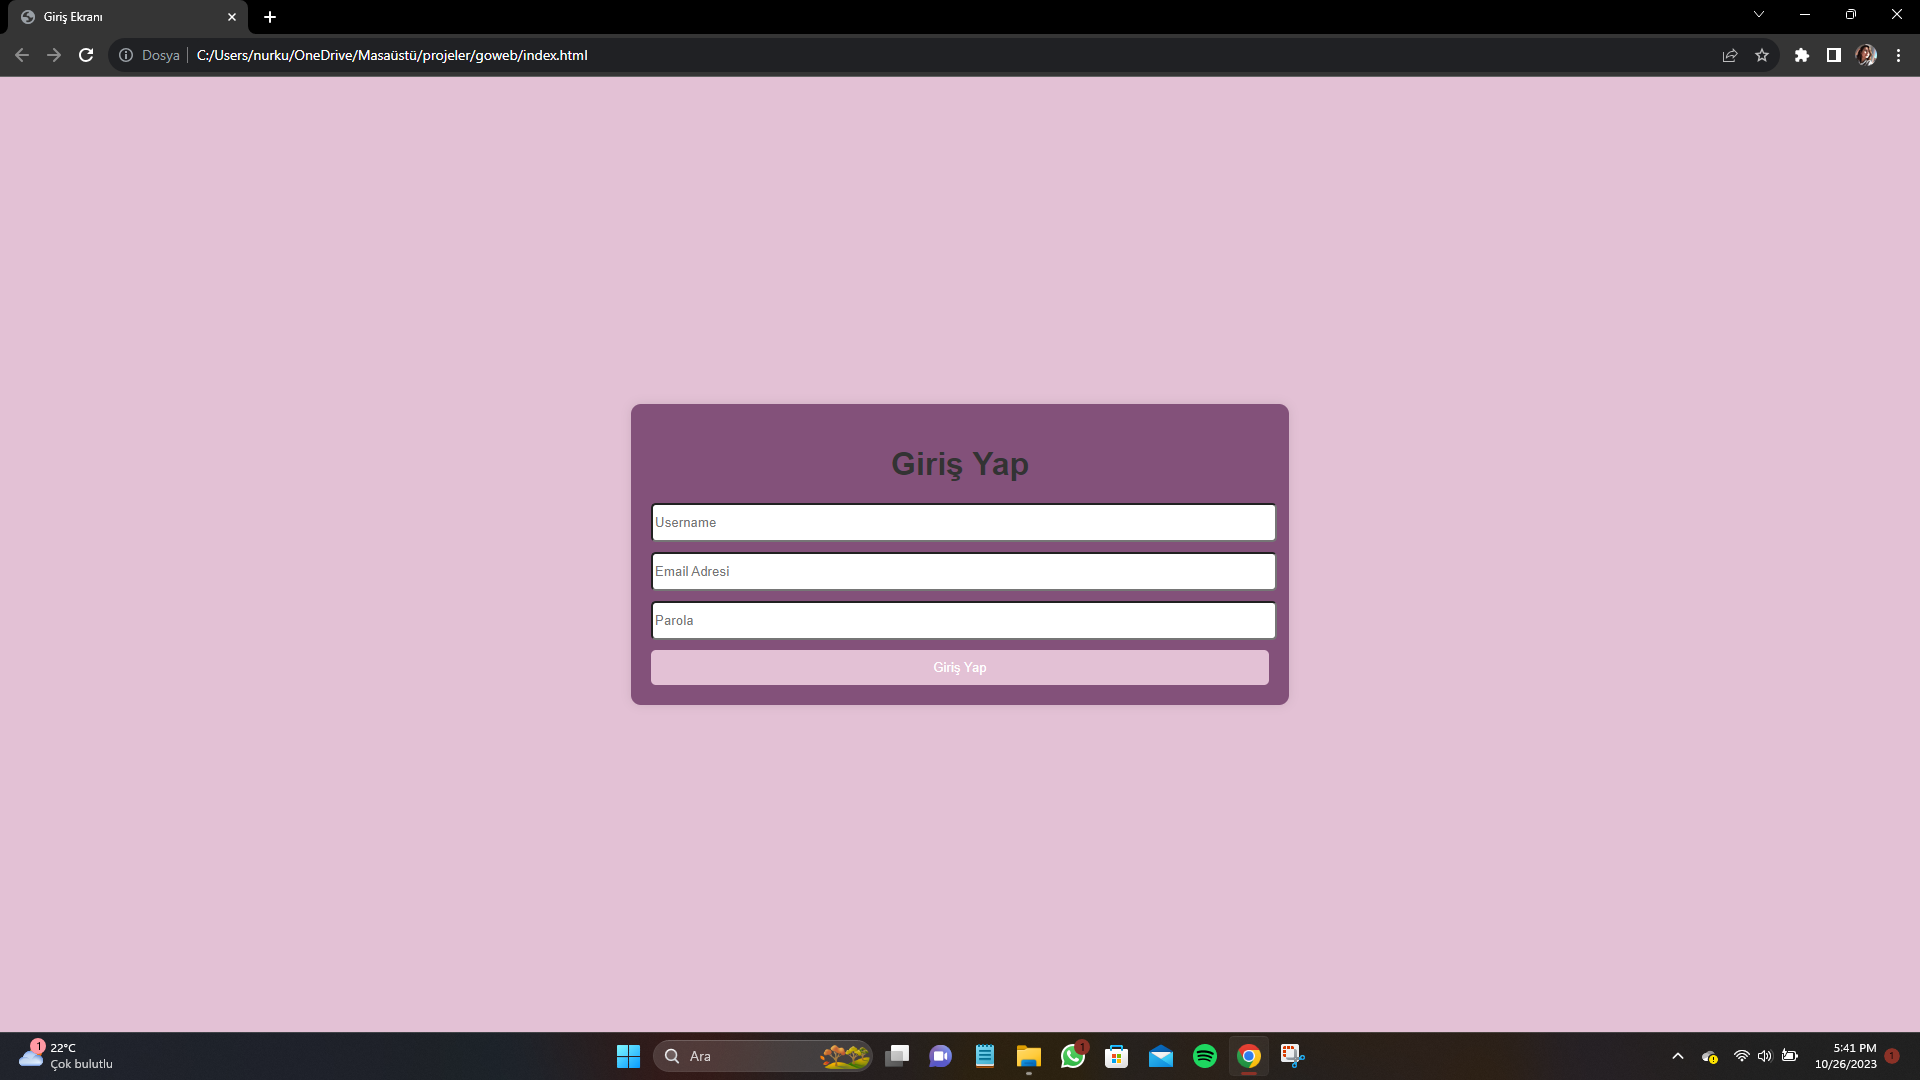 Giriş Ekranı
Dosya C:/Users/nurku/OneDrive/Masaüstü/projeler/goweb/index.html
Giriş Yap
Username
Email Adresi
Parola
Giriş Yap
1
22°C
Çok bulutlu
Ara
1
5:41 PM
10/26/2023
1